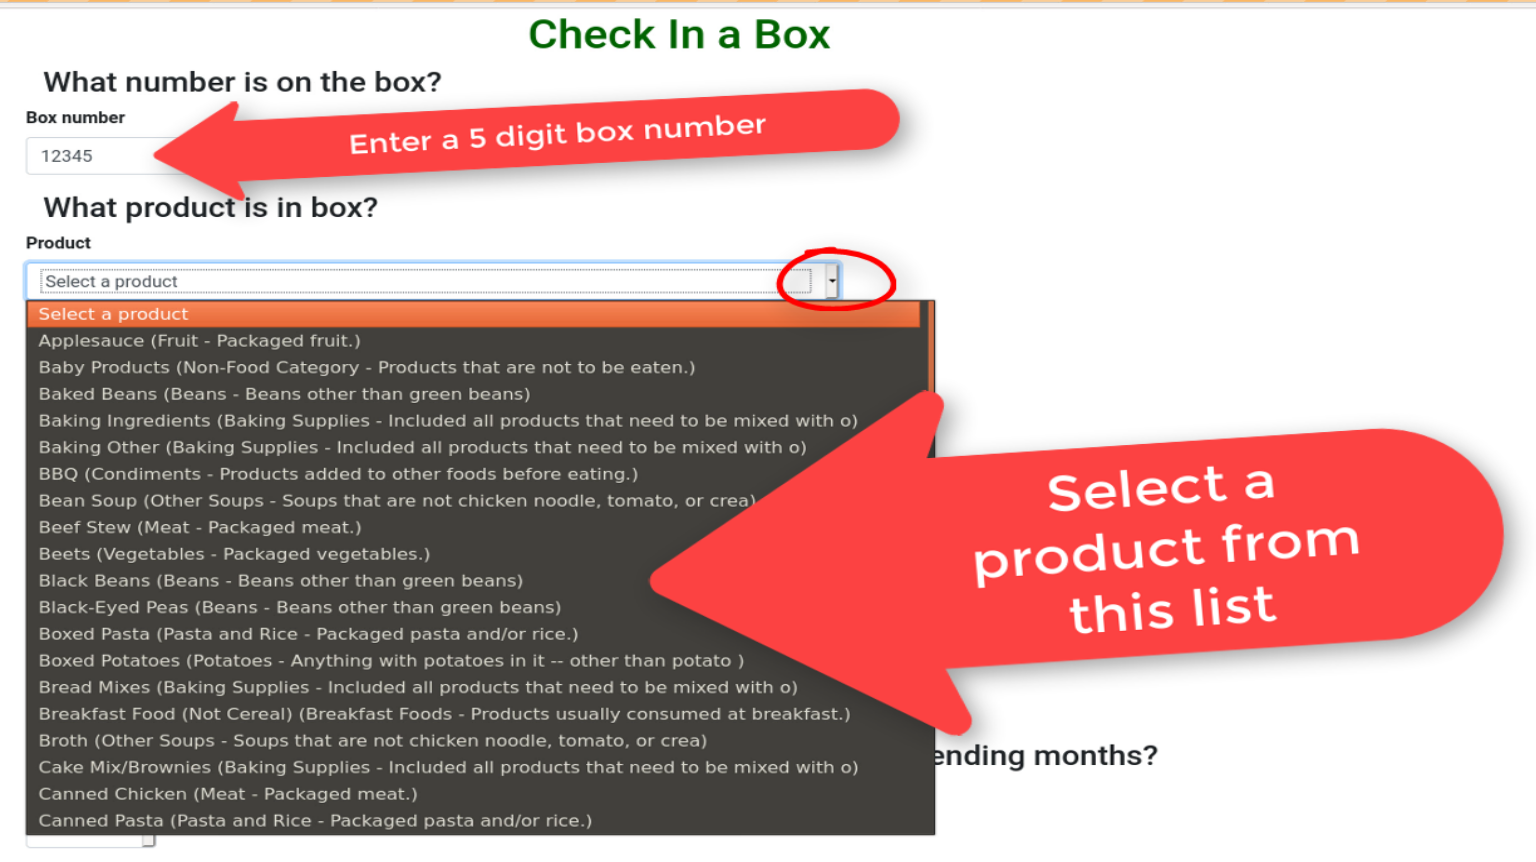 Check In a Box
What number is on the box?
Box number
12345
Enter a 5 digit box number
What product is in box?
Product
Select a product
Select a product
Applesauce (Fruit - Packaged fruit.)
Baby Products (Non-Food Category - Products that are not to be eaten.)
Baked Beans (Beans - Beans other than green beans)
Baking Ingredients (Baking Supplies - Included all products that need to be mixed with o)
Baking Other (Baking Supplies - Included all products that need to be mixed with o)
BBQ (Condiments - Products added to other foods before eating.)
Bean Soup (Other Soups - Soups that are not chicken noodle, tomato, or crea)
Beef Stew (Meat - Packaged meat.)
Beets (Vegetables - Packaged vegetables.)
Black Beans (Beans - Beans other than green beans)
Black-Eyed Peas (Beans - Beans other than green beans)
Boxed Pasta (Pasta and Rice - Packaged pasta and/or rice.)
Boxed Potatoes (Potatoes - Anything with potatoes in it -- other than potato )
Bread Mixes (Baking Supplies - Included all products that need to be mixed with o)
Breakfast Food (Not Cereal) (Breakfast Foods - Products usually consumed at breakfast.)
Broth (Other Soups - Soups that are not chicken noodle, tomato, or crea)
Cake Mix/Brownies (Baking Supplies - Included all products that need to be mixed with o)
Canned Chicken (Meat - Packaged meat.)
Canned Pasta (Pasta and Rice - Packaged pasta and/or rice.)
Select a
product from
this list
ending months?